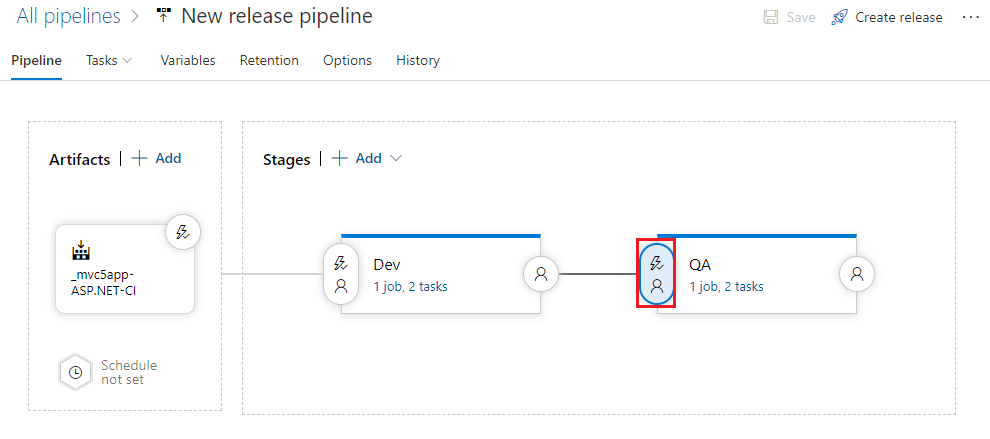 All pipelines > New release pipeline
Save
Create release
...
Pipeline
Tasks
Variables
Retention
Options
History
Artifacts | + Add
Stages | + Add
_mvc5app-
ASP.NET-CI
Dev
1 job, 2 tasks
QA
1 job, 2 tasks
Schedule
not set